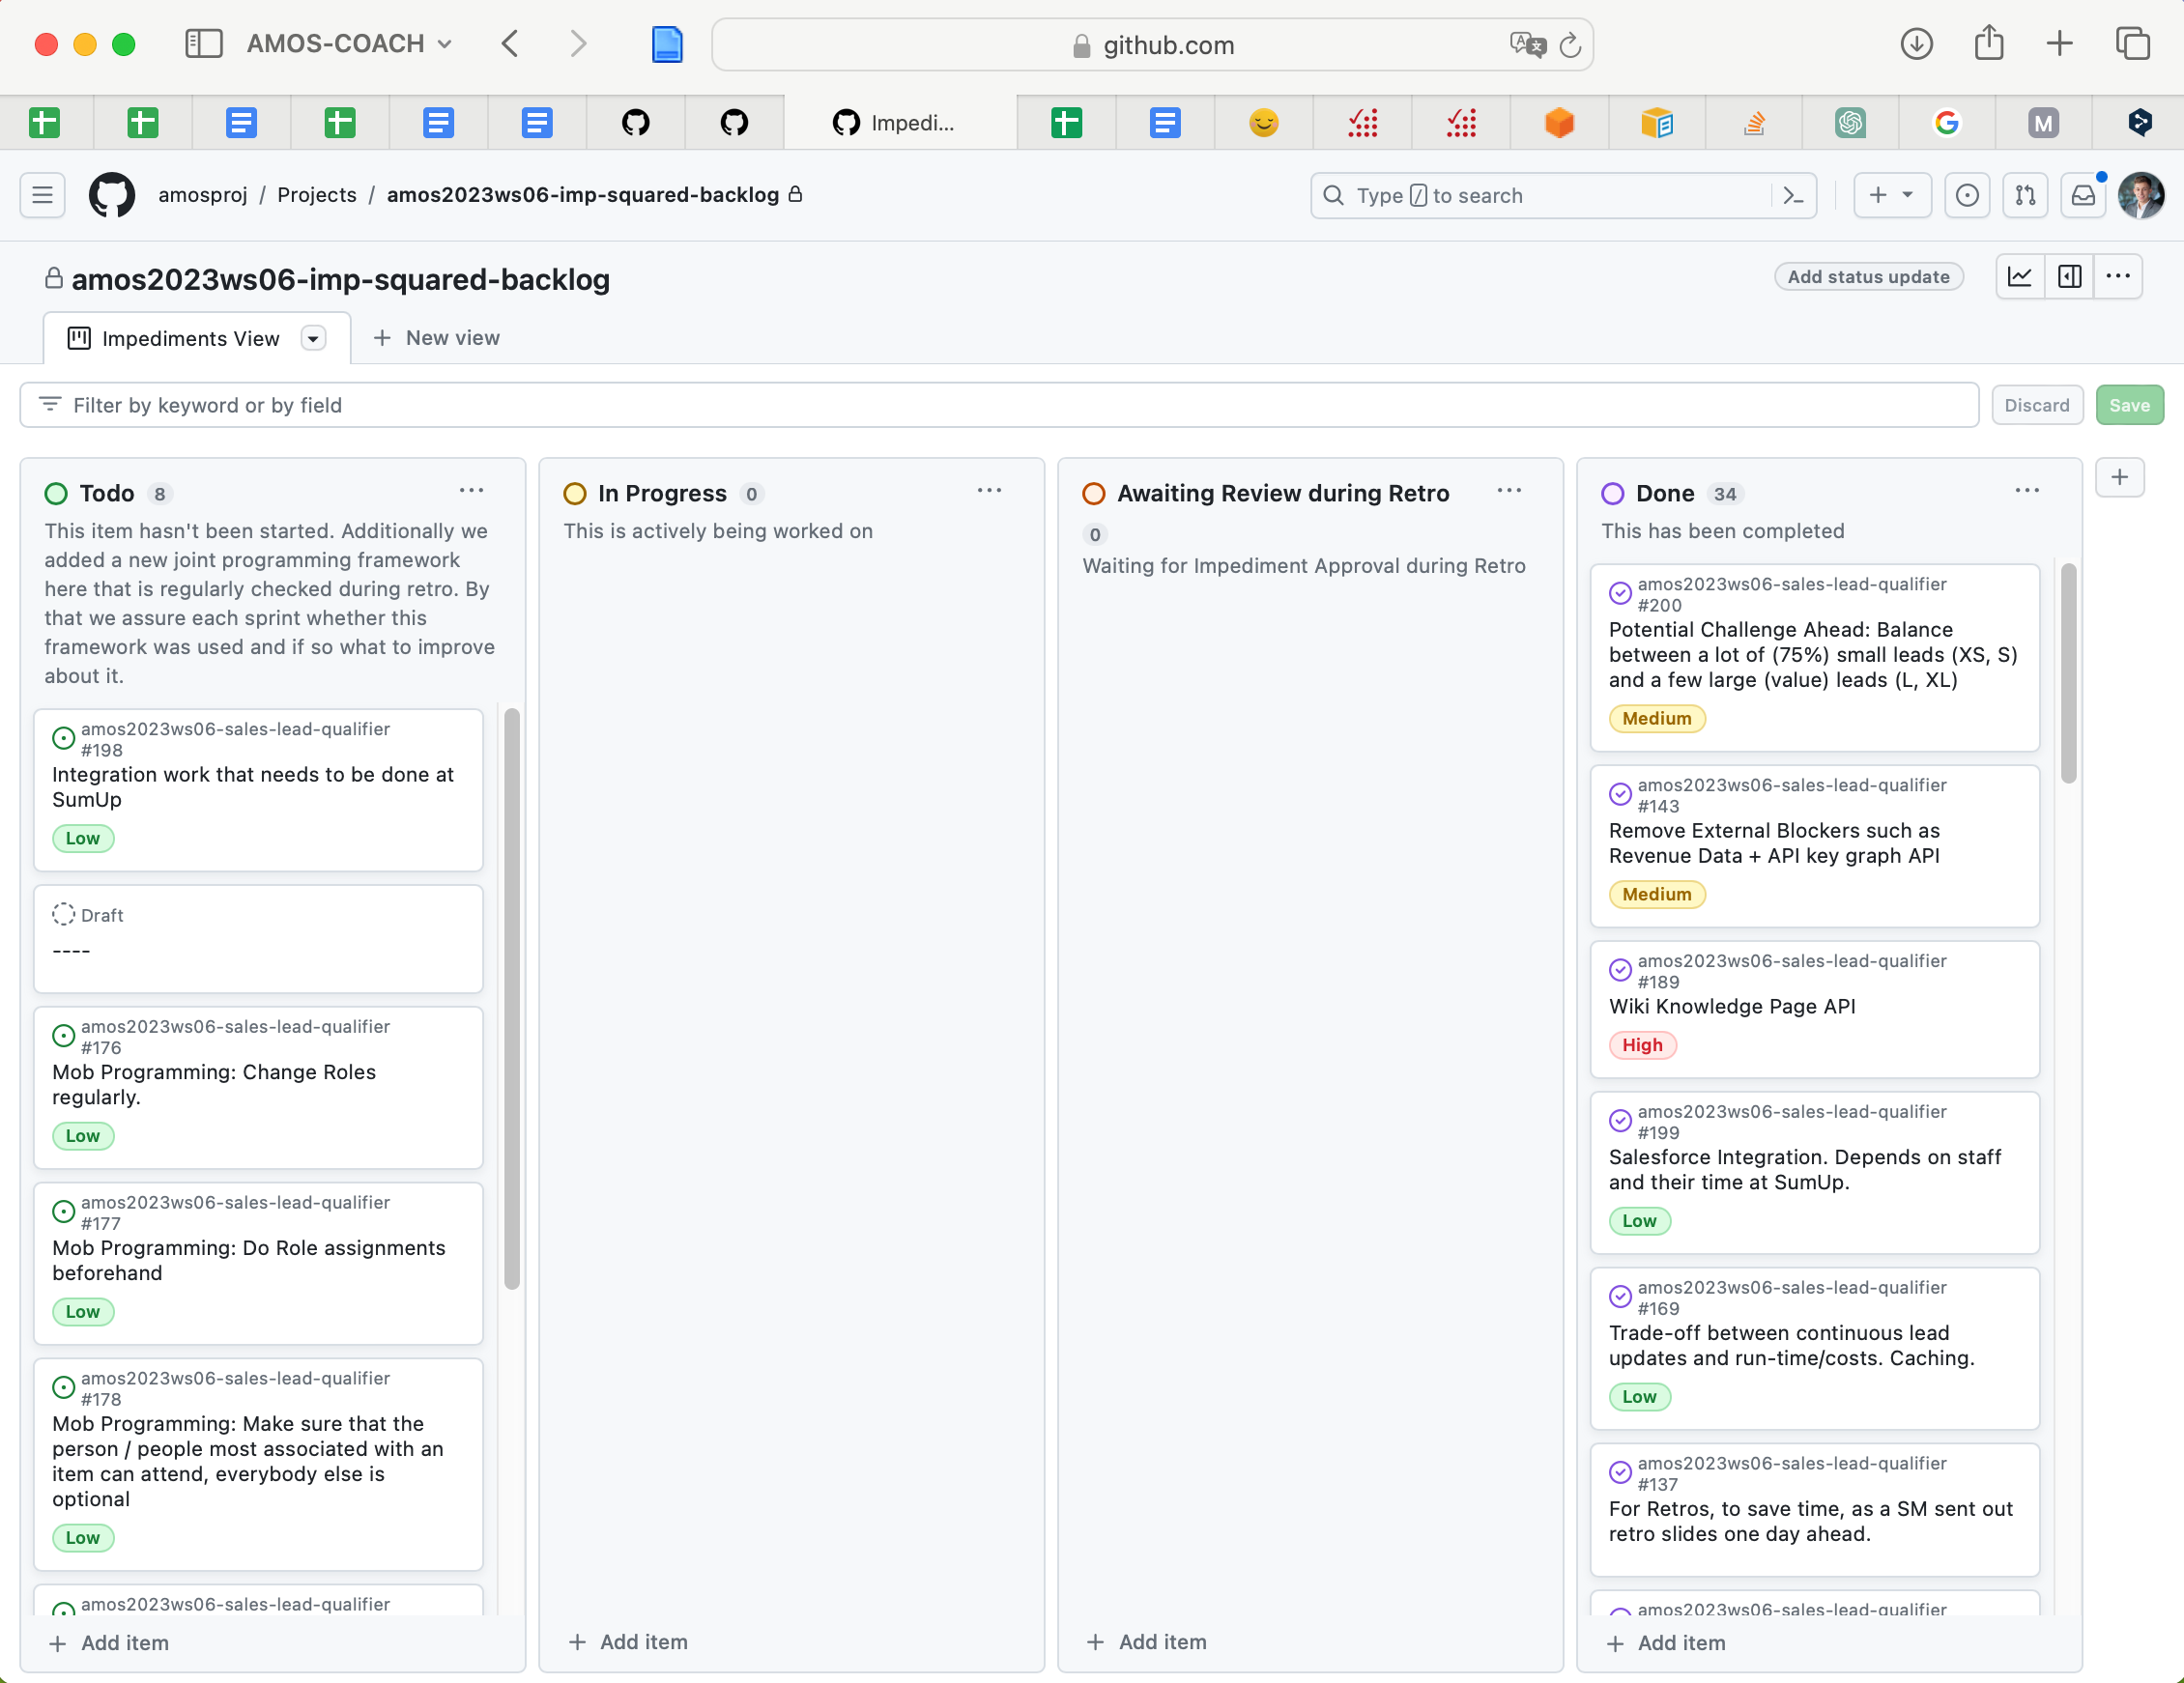 AMOS-COACH
github.com
Impedi...
M
amosproj / Projects / amos2023ws06-imp-squared-backlog
Type / to search
amos2023ws06-imp-squared-backlog
Add status update
Impediments View
New view
Filter by keyword or by field
Discard
Save
Todo 8
This item hasn't been started. Additionally we
added a new joint programming framework
here that is regularly checked during retro. By
that we assure each sprint whether this
framework was used and if so what to improve
about it.
amos2023ws06-sales-lead-qualifier
#198
Integration work that needs to be done at
SumUp
Low
Draft
----
amos2023ws06-sales-lead-qualifier
#176
Mob Programming: Change Roles
regularly.
Low
amos2023ws06-sales-lead-qualifier
#177
Mob Programming: Do Role assignments
beforehand
Low
amos2023ws06-sales-lead-qualifier
#178
Mob Programming: Make sure that the
person / people most associated with an
item can attend, everybody else is
optional
Low
amos2023ws06-sales-lead-qualifier
+ Add item
In Progress 0
This is actively being worked on
+ Add item
Awaiting Review during Retro
0
Waiting for Impediment Approval during Retro
+ Add item
Done 34
This has been completed
amos2023ws06-sales-lead-qualifier
#200
Potential Challenge Ahead: Balance
between a lot of (75%) small leads (XS, S)
and a few large (value) leads (L, XL)
Medium
amos2023ws06-sales-lead-qualifier
#143
Remove External Blockers such as
Revenue Data + API key graph API
Medium
amos2023ws06-sales-lead-qualifier
#189
Wiki Knowledge Page API
High
amos2023ws06-sales-lead-qualifier
#199
Salesforce Integration. Depends on staff
and their time at SumUp.
Low
amos2023ws06-sales-lead-qualifier
#169
Trade-off between continuous lead
updates and run-time/costs. Caching.
Low
amos2023ws06-sales-lead-qualifier
#137
For Retros, to save time, as a SM sent out
retro slides one day ahead.
amos2023ws06-sales-lead-qualifier
+ Add item